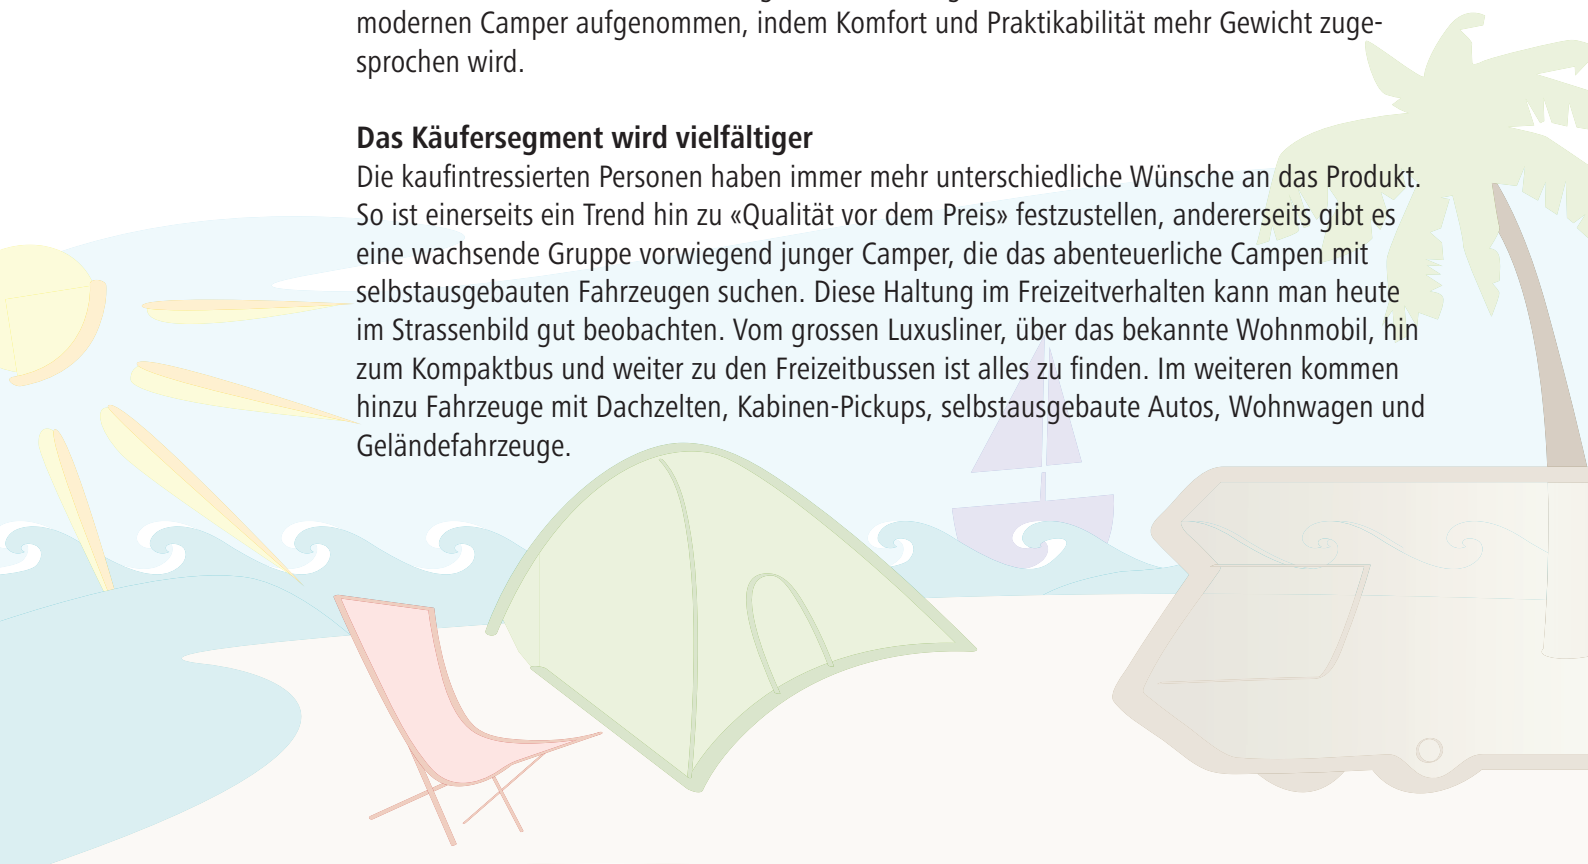 modernen Camper aufgenommen, indem Komfort und Praktikabilität mehr Gewicht zuge-
sprochen wird.
Das Käufersegment wird vielfältiger
Die kaufintressierten Personen haben immer mehr unterschiedliche Wünsche an das Produkt.
So ist einerseits ein Trend hin zu «Qualität vor dem Preis» festzustellen, andererseits gibt es
eine wachsende Gruppe vorwiegend junger Camper, die das abenteuerliche Campen mit
selbstausgebauten Fahrzeugen suchen. Diese Haltung im Freizeitverhalten kann man heute
im Strassenbild gut beobachten. Vom grossen Luxusliner, über das bekannte Wohnmobil, hin
zum Kompaktbus und weiter zu den Freizeitbussen ist alles zu finden. Im weiteren kommen
hinzu Fahrzeuge mit Dachzelten, Kabinen-Pickups, selbstausgebaute Autos, Wohnwagen und
Geländefahrzeuge.